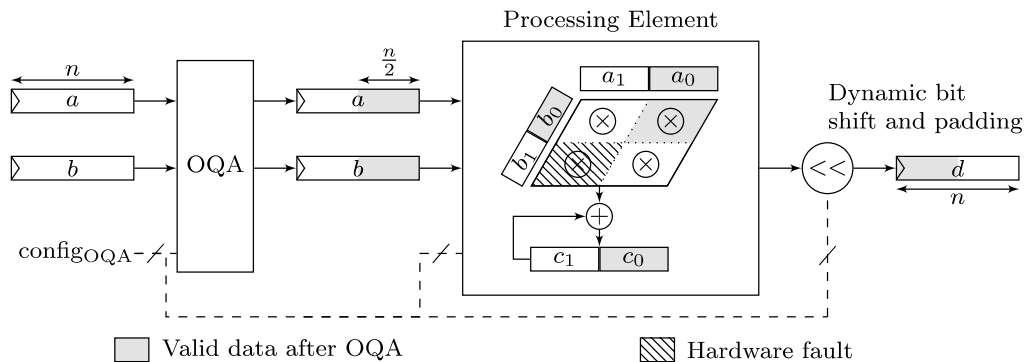 Processing Element
n
n/2
a
a
a₁ a₀
b₁ b₀
Dynamic bit
shift and padding
b
OQA
b
<<
d
n
×
×
×
×
+
config_OQA
c₁ c₀
Valid data after OQA
Hardware fault